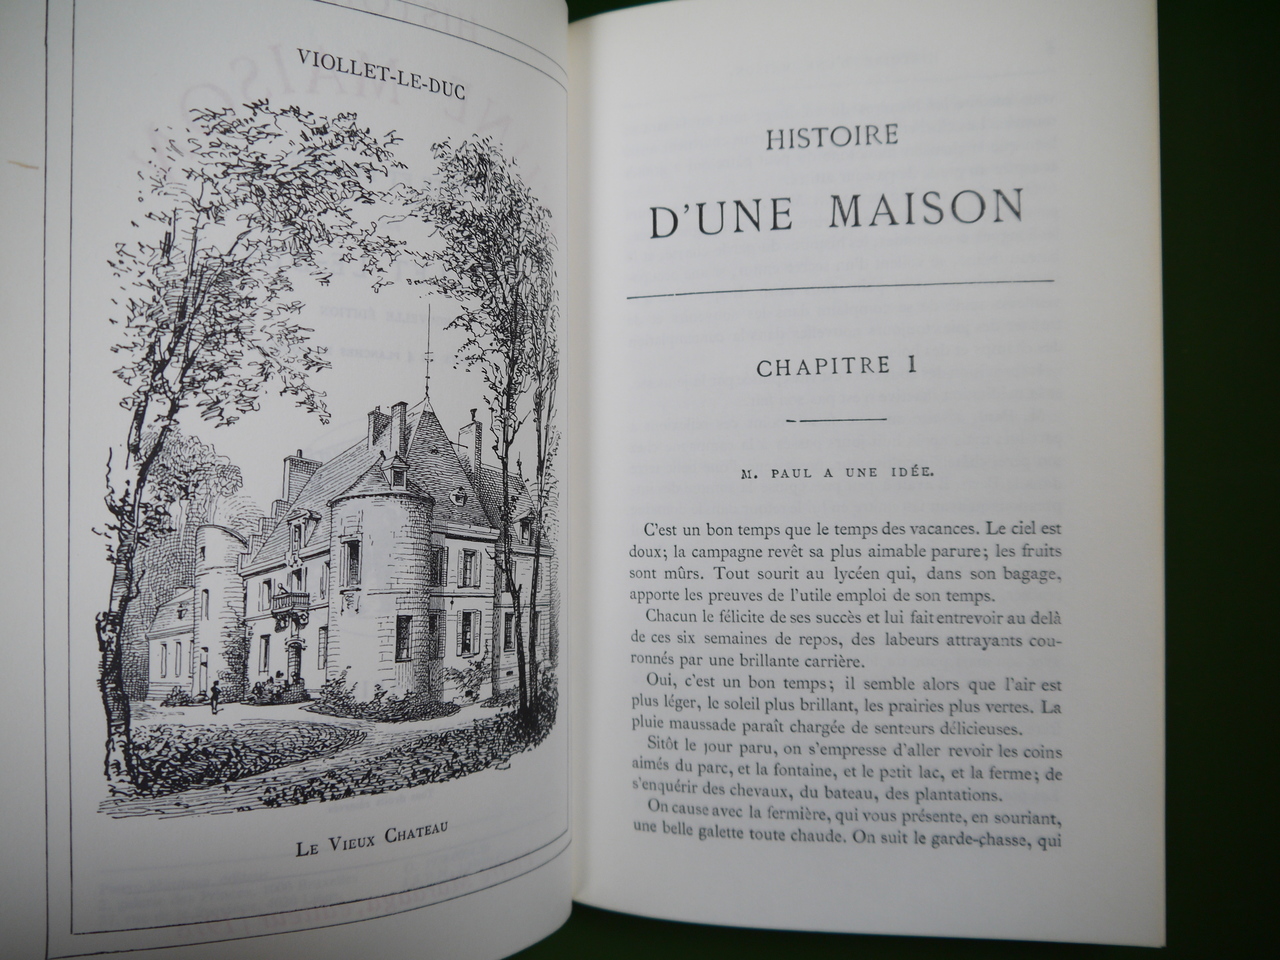 VIOLLET-LE-DUC
LE VIEUX CHATEAU
HISTOIRE
D'UNE MAISON
CHAPITRE I
M. PAUL A UNE IDÉE.
C'est un bon temps que le temps des vacances. Le ciel est
doux; la campagne revêt sa plus aimable parure; les fruits
sont mûrs. Tout sourit au lycéen qui, dans son bagage,
apporte les preuves de l'utile emploi de son temps.
Chacun le félicite de ses succès et lui fait entrevoir au delà
de ces six semaines de repos, des labeurs attrayants cou-
ronnés par une brillante carrière.
Oui, c'est un bon temps; il semble alors que l'air est
plus léger, le soleil plus brillant, les prairies plus vertes. La
pluie maussade paraît chargée de senteurs délicieuses.
Sitôt le jour paru, on s'empresse d'aller revoir les coins
aimés du parc, et la fontaine, et le petit lac, et la ferme; de
s'enquérir des chevaux, du bateau, des plantations.
On cause avec la fermière, qui vous présente, en souriant,
une belle galette toute chaude. On suit le garde-chasse, qui